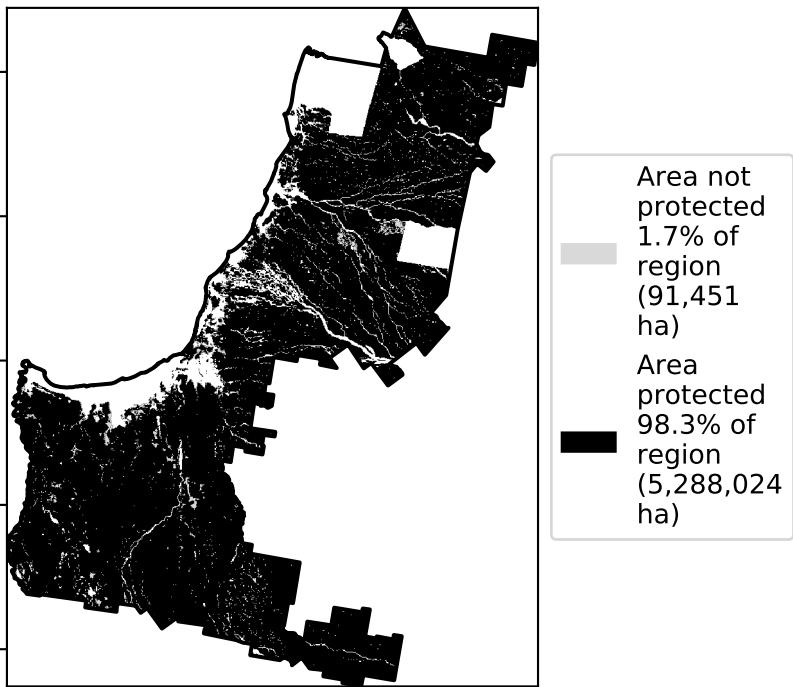 Area not
protected
1.7% of
region
(91,451
ha)
Area
protected
98.3% of
region
(5,288,024
ha)